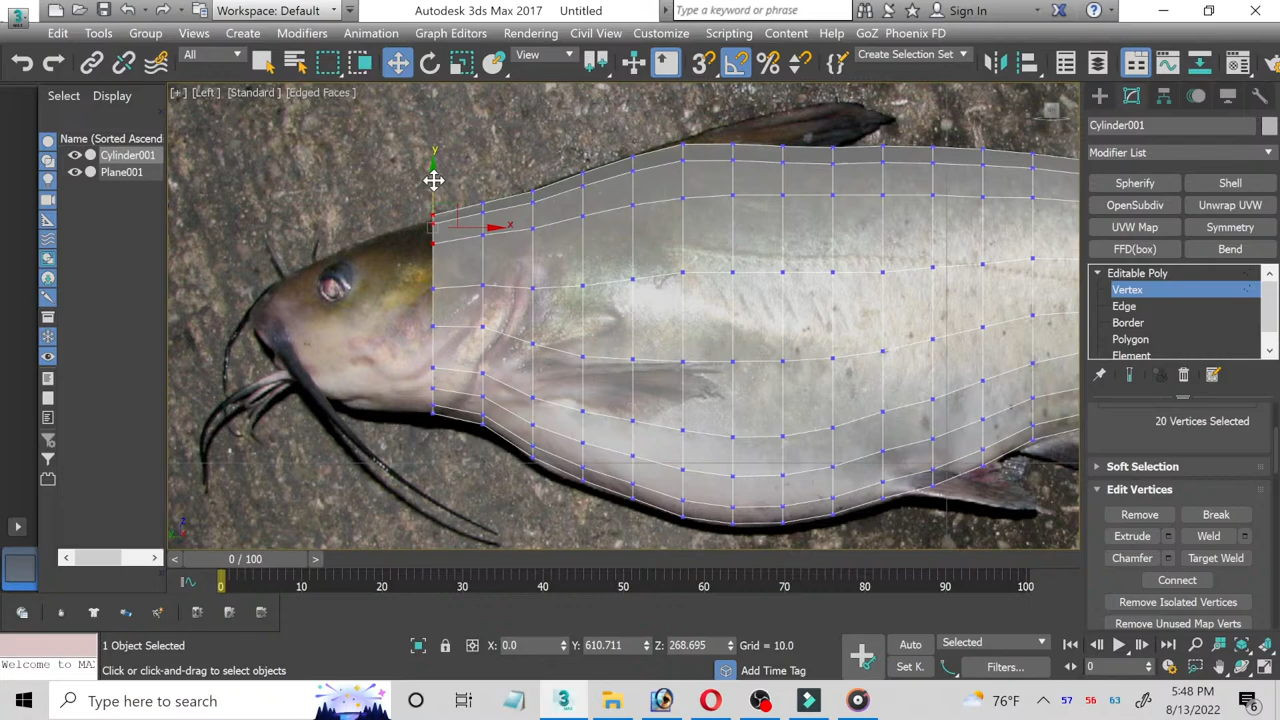 Workspace: Default
Autodesk 3ds Max 2017    Untitled
Type a keyword or phrase
Sign In
Edit Tools Group Views Create Modifiers Animation Graph Editors Rendering Civil View Customize Scripting Content Help GoZ Phoenix FD
All
View
3
Create Selection Set
Select Display
[+] [Left] [Standard] [Edged Faces]
Name (Sorted Ascend
Cylinder001
Plane001
y
x
Cylinder001
Modifier List
Spherify Shell
OpenSubdiv Unwrap UVW
UVW Map Symmetry
FFD(box) Bend
Editable Poly
Vertex
Edge
Border
Polygon
Element
20 Vertices Selected
Soft Selection
Edit Vertices
Remove Break
Extrude Weld
Chamfer Target Weld
Connect
Remove Isolated Vertices
Remove Unused Map Verts
z
y
< 0 / 100 >
0 10 20 30 40 50 60 70 80 90 100
1 Object Selected
X: 0.0 Y: 610.711 Z: 268.695 Grid = 10.0
Auto Selected
Welcome to MA
Click or click-and-drag to select objects
Add Time Tag
Set K. Filters...
0
Type here to search
76°F
57 56 63
5:48 PM
8/13/2022
6